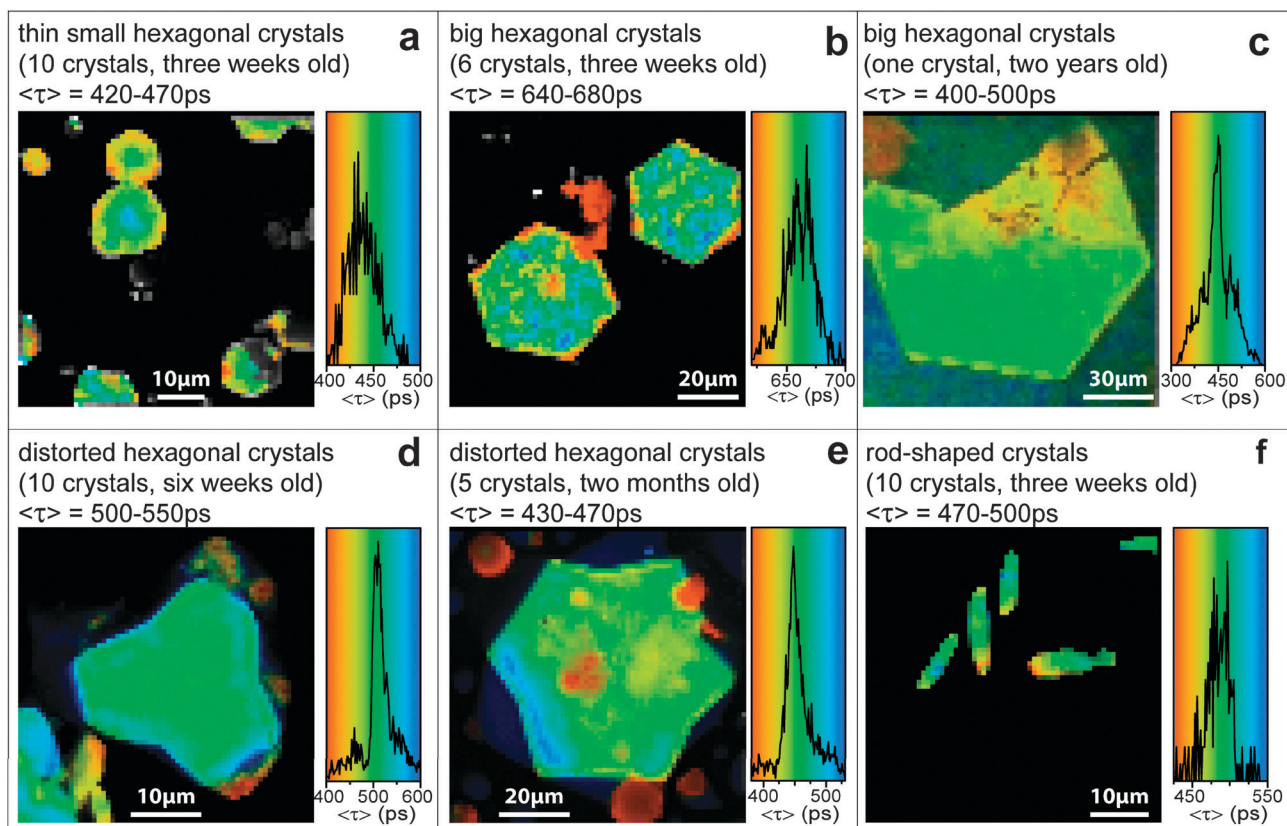 thin small hexagonal crystals
(10 crystals, three weeks old)
<τ> = 420-470ps
a
10µm
400 450 500
<τ> (ps)
big hexagonal crystals
(6 crystals, three weeks old)
<τ> = 640-680ps
b
20µm
650 700
<τ> (ps)
big hexagonal crystals
(one crystal, two years old)
<τ> = 400-500ps
c
30µm
300 450 600
<τ> (ps)
distorted hexagonal crystals
(10 crystals, six weeks old)
<τ> = 500-550ps
d
10µm
400 500 600
<τ> (ps)
distorted hexagonal crystals
(5 crystals, two months old)
<τ> = 430-470ps
e
20µm
400 450 500
<τ> (ps)
rod-shaped crystals
(10 crystals, three weeks old)
<τ> = 470-500ps
f
10µm
450 500 550
<τ> (ps)